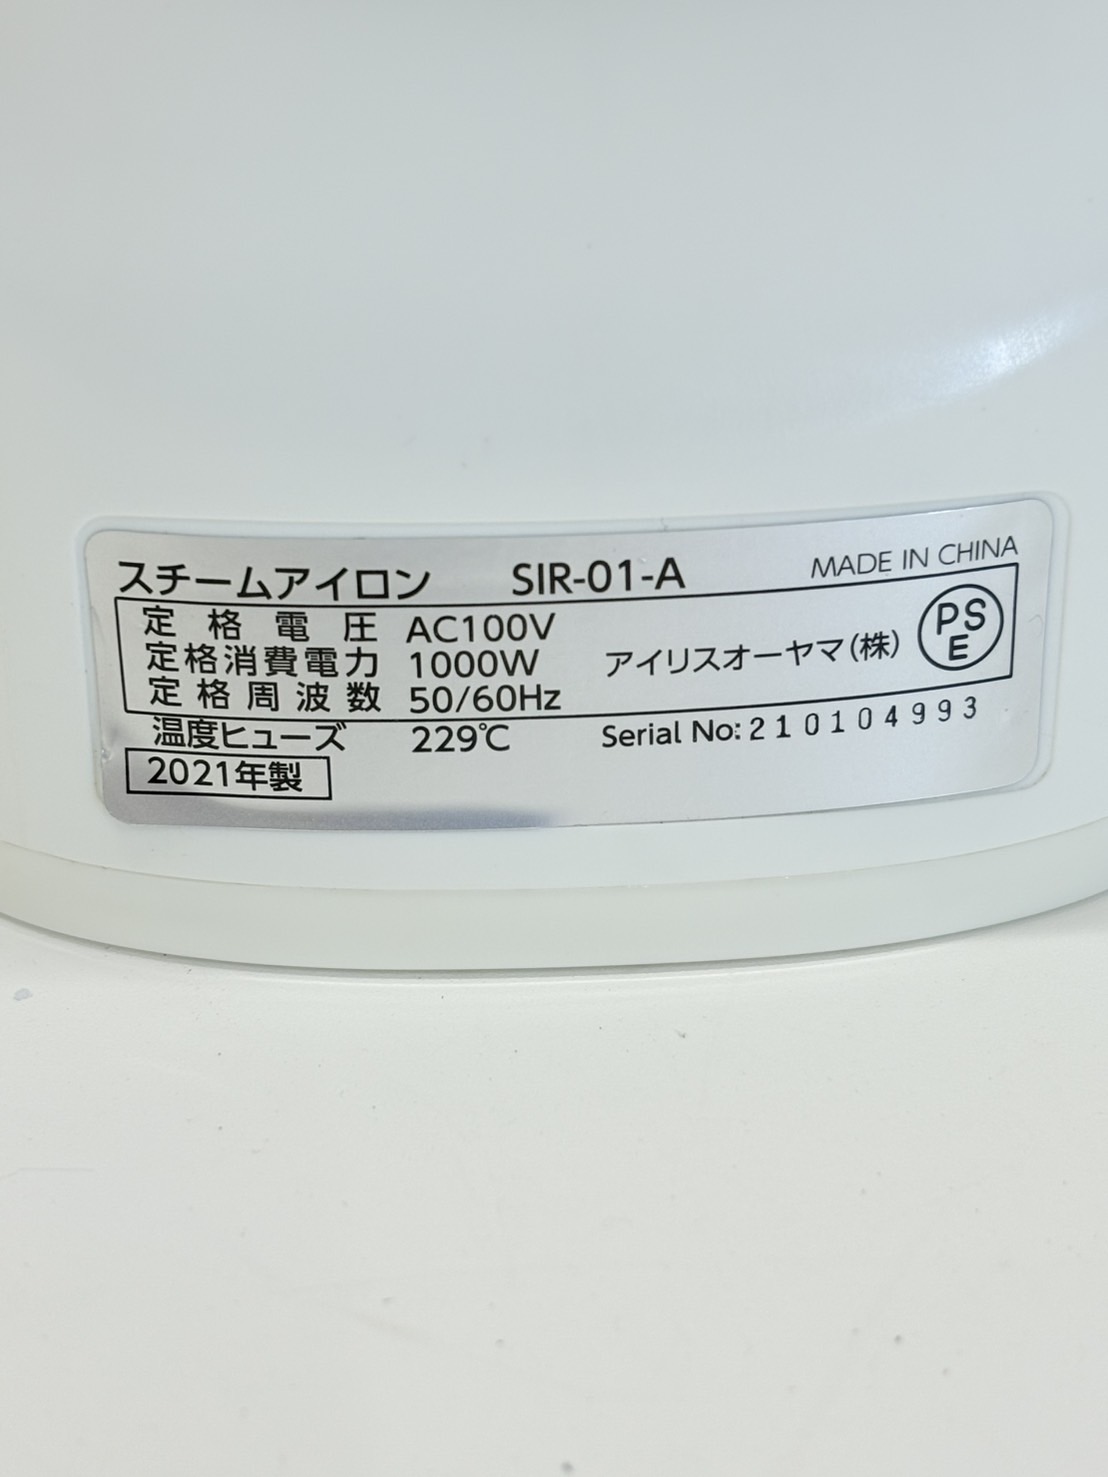 スチームアイロン SIR-01-A MADE IN CHINA
定格電圧 AC100V
定格消費電力 1000W アイリスオーヤマ(株) PSE
定格周波数 50/60Hz
温度ヒューズ 229℃ Serial No: 210104993
2021年製